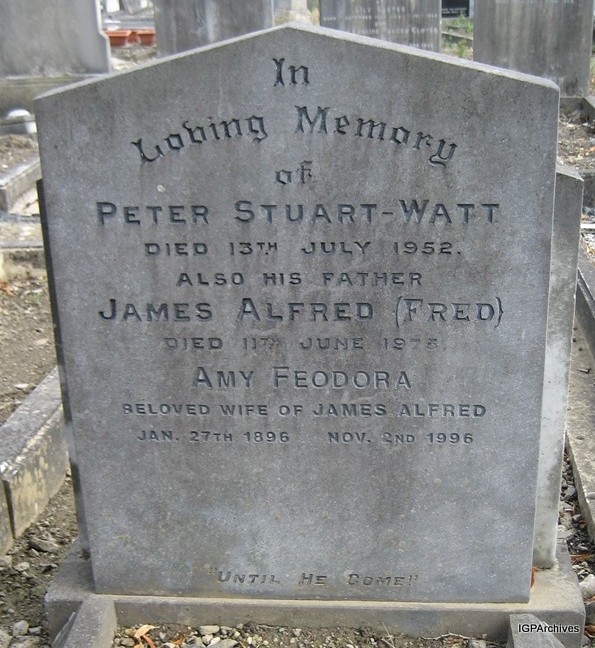 In
Loving Memory
of
PETER STUART-WATT
DIED 13TH JULY 1952.
ALSO HIS FATHER
JAMES ALFRED (FRED)
DIED 11TH JUNE
AMY FEODORA
BELOVED WIFE OF JAMES ALFRED
JAN. 27TH 1896 NOV. 2ND 1996
"UNTIL HE COME"
IGPArchives